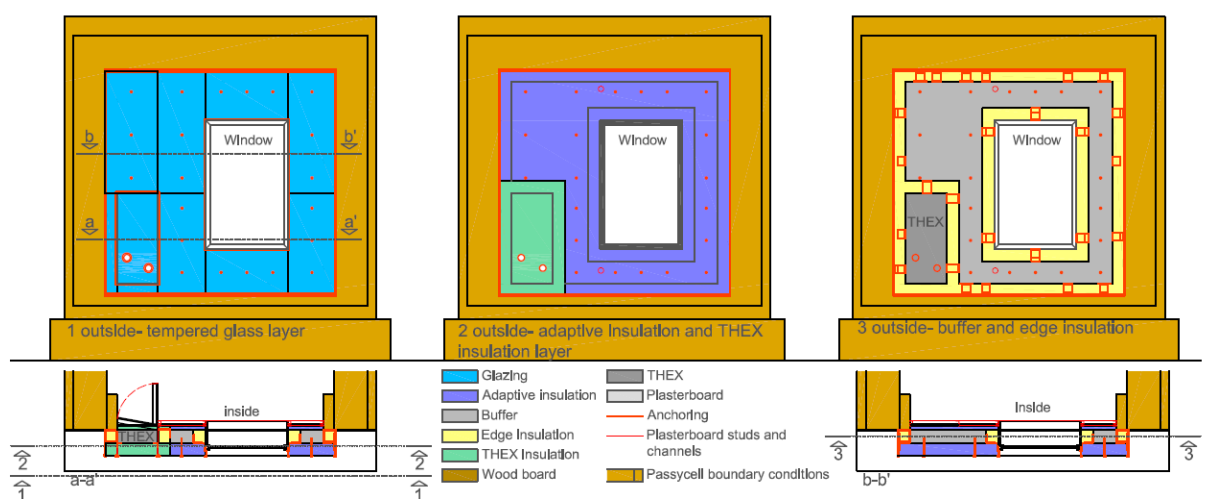 Window
b
b'
a
a'
1 outside- tempered glass layer
Window
2 outside- adaptive Insulation and THEX
insulation layer
Window
THEX
3 outside- buffer and edge insulation
inside
THEX
2
2
a-a'
1
1
Glazing
Adaptive insulation
Buffer
Edge Insulation
THEX Insulation
Wood board
THEX
Plasterboard
Anchoring
Plasterboard studs and
channels
Passycell boundary conditions
Inside
3
3
b-b'